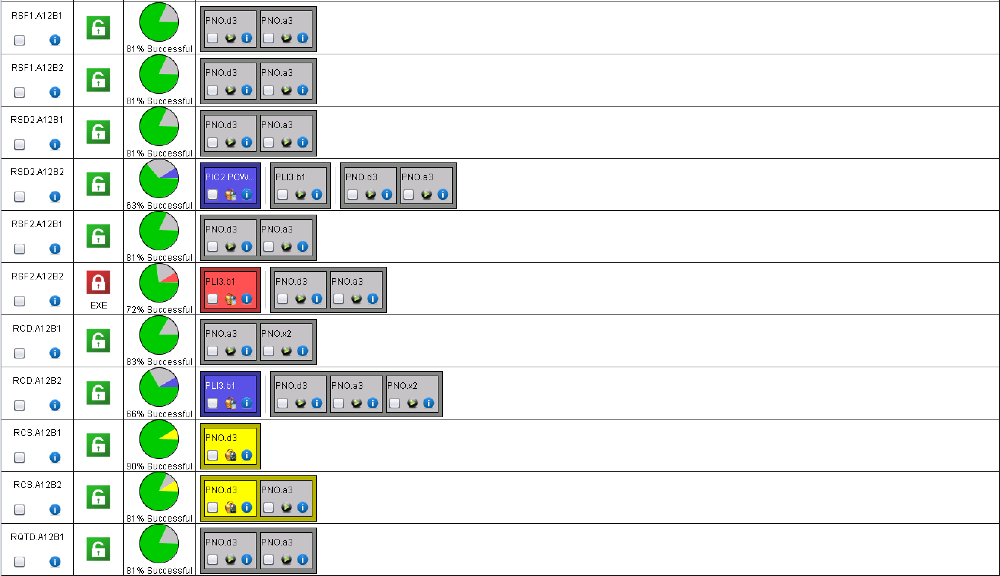 RSF1.A12B1
81% Successful
PNO.d3 PNO.a3
RSF1.A12B2
81% Successful
PNO.d3 PNO.a3
RSD2.A12B1
81% Successful
PNO.d3 PNO.a3
RSD2.A12B2
63% Successful
PIC2 POW... PLI3.b1 PNO.d3 PNO.a3
RSF2.A12B1
81% Successful
PNO.d3 PNO.a3
RSF2.A12B2
EXE
72% Successful
PLI3.b1 PNO.d3 PNO.a3
RCD.A12B1
83% Successful
PNO.a3 PNO.x2
RCD.A12B2
66% Successful
PLI3.b1 PNO.d3 PNO.a3 PNO.x2
RCS.A12B1
90% Successful
PNO.d3
RCS.A12B2
81% Successful
PNO.d3 PNO.a3
RQTD.A12B1
81% Successful
PNO.d3 PNO.a3